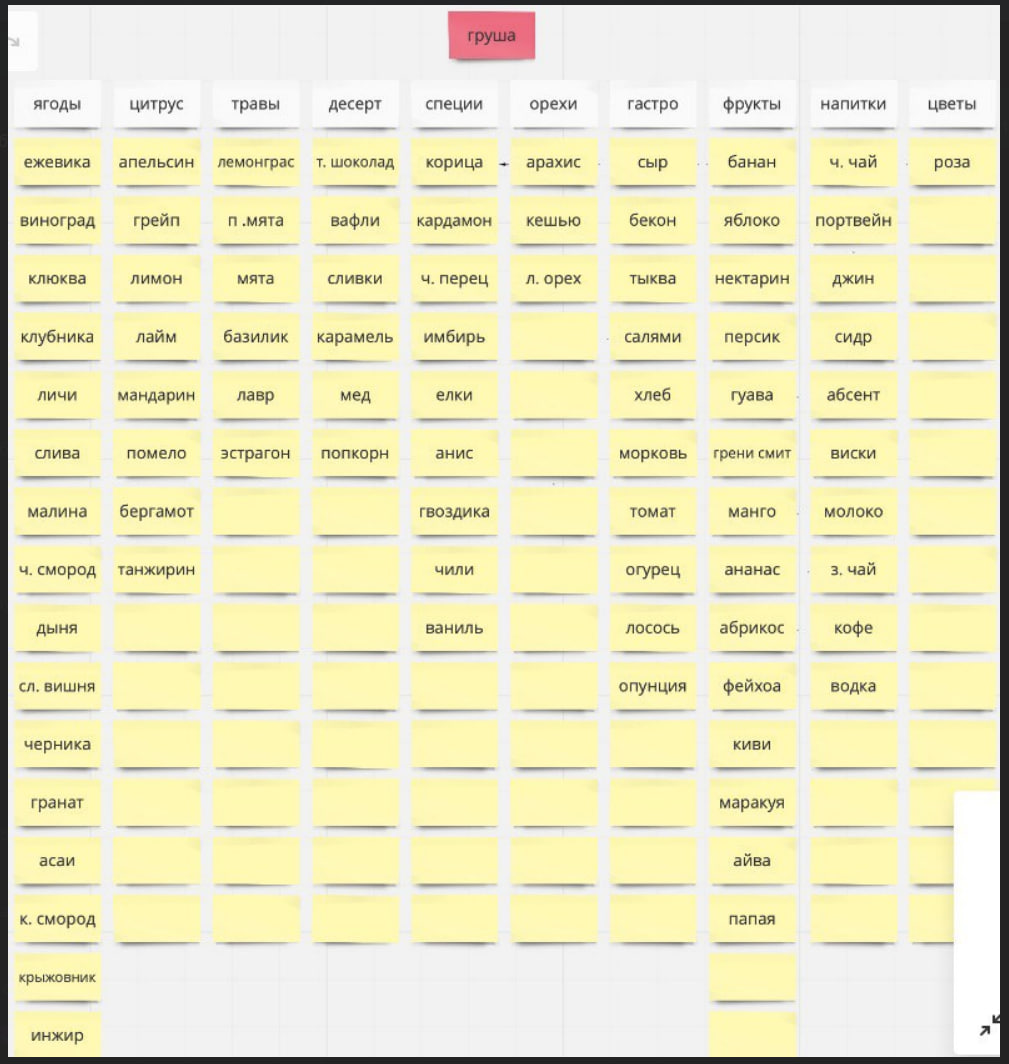 груша
ягоды цитрус травы десерт специи орехи гастро фрукты напитки цветы
ежевика апельсин лемонграс т. шоколад корица арахис сыр банан ч. чай роза
виноград грейп п .мята вафли кардамон кешью бекон яблоко портвейн
клюква лимон мята сливки ч. перец л. орех тыква нектарин джин
клубника лайм базилик карамель имбирь салями персик сидр
личи мандарин лавр мед елки хлеб гуава абсент
слива помело эстрагон попкорн анис морковь грени смит виски
малина бергамот гвоздика томат манго молоко
ч. смород танжирин чили огурец ананас з. чай
дыня ваниль лосось абрикос кофе
сл. вишня опунция фейхоа водка
черника киви
гранат маракуя
асаи айва
к. смород папая
крыжовник
инжир